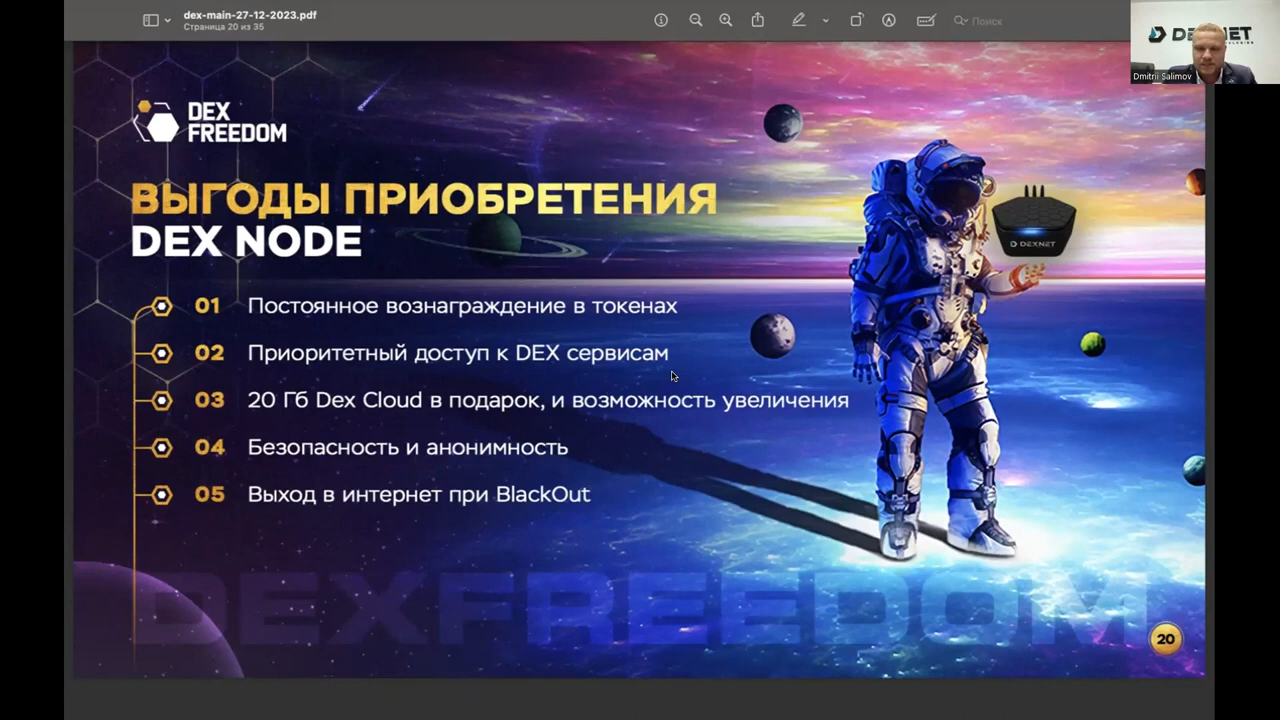 dex-main-27-12-2023.pdf
Страница 20 из 35
Поиск
Dmitrii Salimov
DEX
FREEDOM
ВЫГОДЫ ПРИОБРЕТЕНИЯ
DEX NODE
DEXNET
01 Постоянное вознаграждение в токенах
02 Приоритетный доступ к DEX сервисам
03 20 Гб Dex Cloud в подарок, и возможность увеличения
04 Безопасность и анонимность
05 Выход в интернет при BlackOut
DEXFREEDOM
20